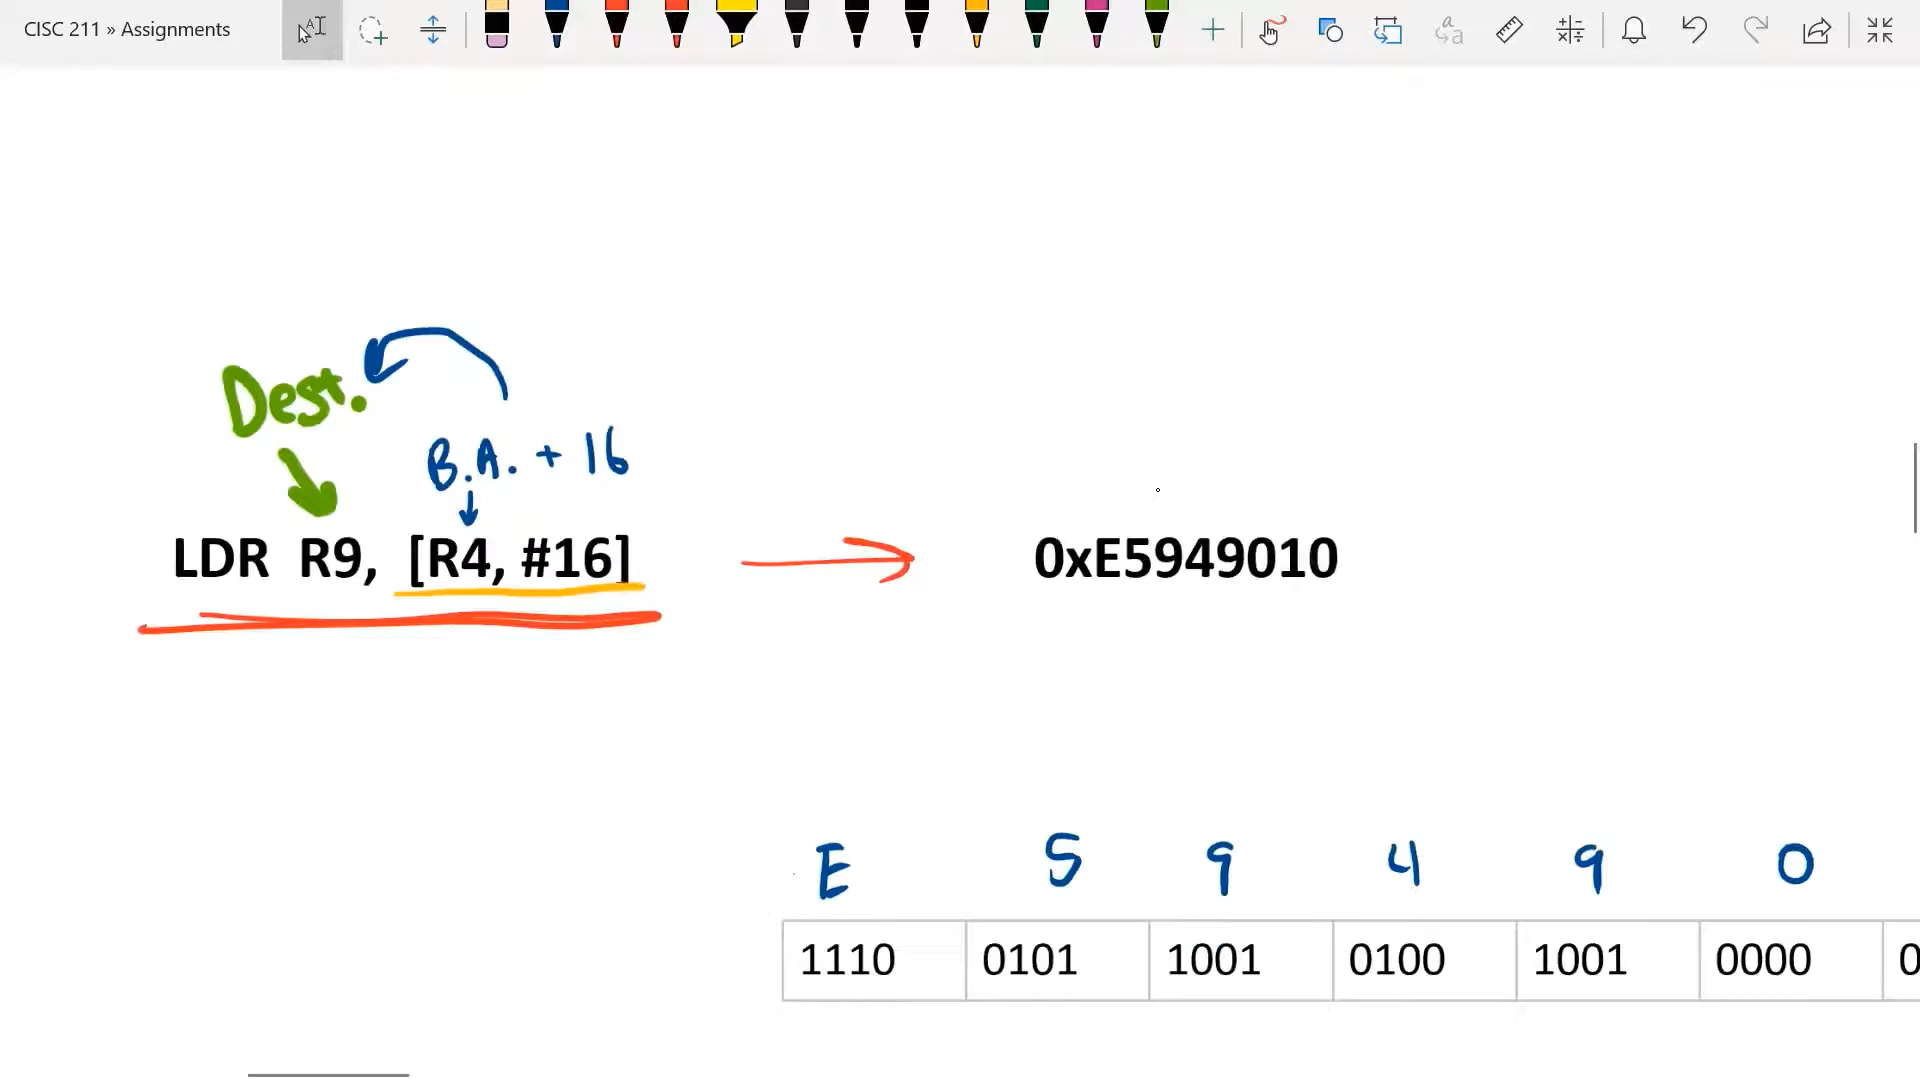 CISC 211 » Assignments
Dest.
B.A. + 16
LDR R9, [R4, #16]
0xE5949010
E 5 9 4 9 0
1110 0101 1001 0100 1001 0000 0